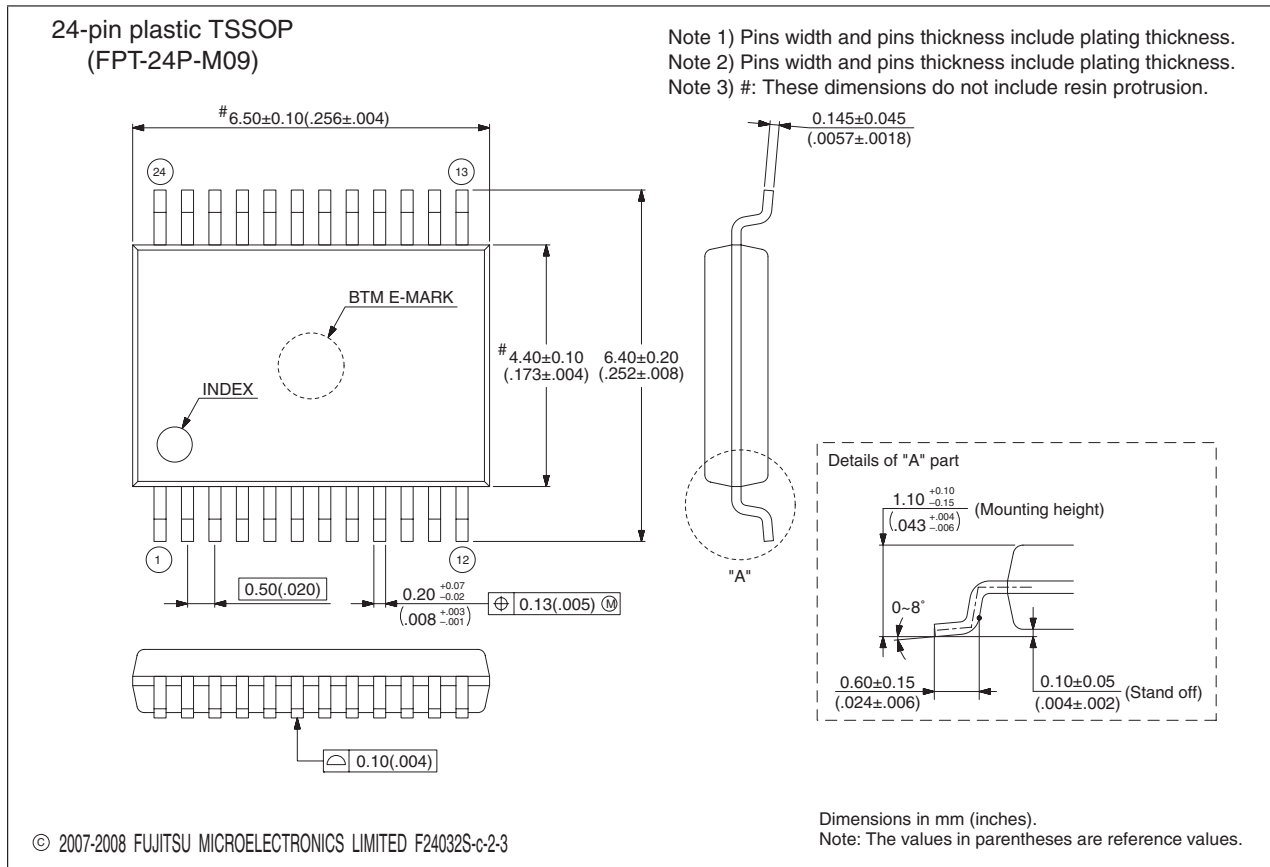 24-pin plastic TSSOP
(FPT-24P-M09)
Note 1) Pins width and pins thickness include plating thickness.
Note 2) Pins width and pins thickness include plating thickness.
Note 3) #: These dimensions do not include resin protrusion.
#6.50±0.10(.256±.004)
0.145±0.045
(.0057±.0018)
24
13
BTM E-MARK
INDEX
#4.40±0.10
(.173±.004)
6.40±0.20
(.252±.008)
1
12
"A"
0.50(.020)
0.20 +0.07 –0.02
(.008 +.003 –.001)
⌖ 0.13(.005) Ⓜ
Details of "A" part
1.10 +0.10 –0.15
(.043 +.004 –.006)
(Mounting height)
0~8°
0.60±0.15
(.024±.006)
0.10±0.05
(.004±.002)
(Stand off)
⌓ 0.10(.004)
© 2007-2008 FUJITSU MICROELECTRONICS LIMITED F24032S-c-2-3
Dimensions in mm (inches).
Note: The values in parentheses are reference values.